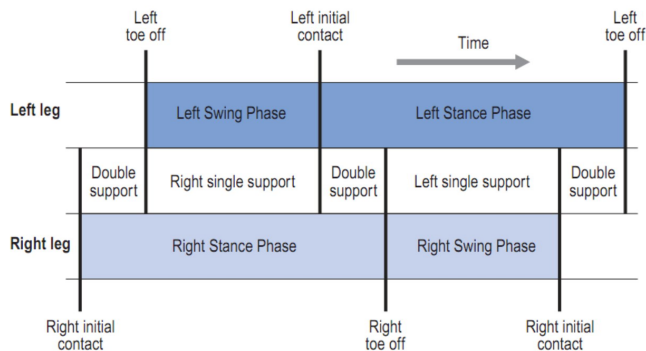 Left
toe off
Left initial
contact
Left
toe off
Time
Left leg
Left Swing Phase
Left Stance Phase
Double
support
Right single support
Double
support
Left single support
Double
support
Right leg
Right Stance Phase
Right Swing Phase
Right initial
contact
Right
toe off
Right initial
contact